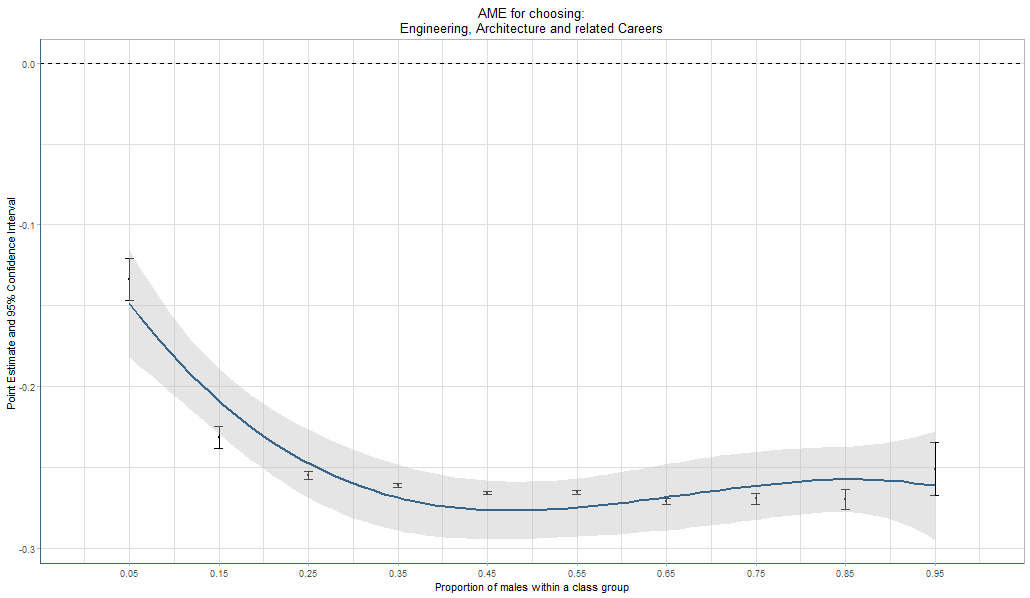 AME for choosing:
Engineering, Architecture and related Careers
Point Estimate and 95% Confidence Interval
0.0
-0.1
-0.2
-0.3
0.05 0.15 0.25 0.35 0.45 0.55 0.65 0.75 0.85 0.95
Proportion of males within a class group